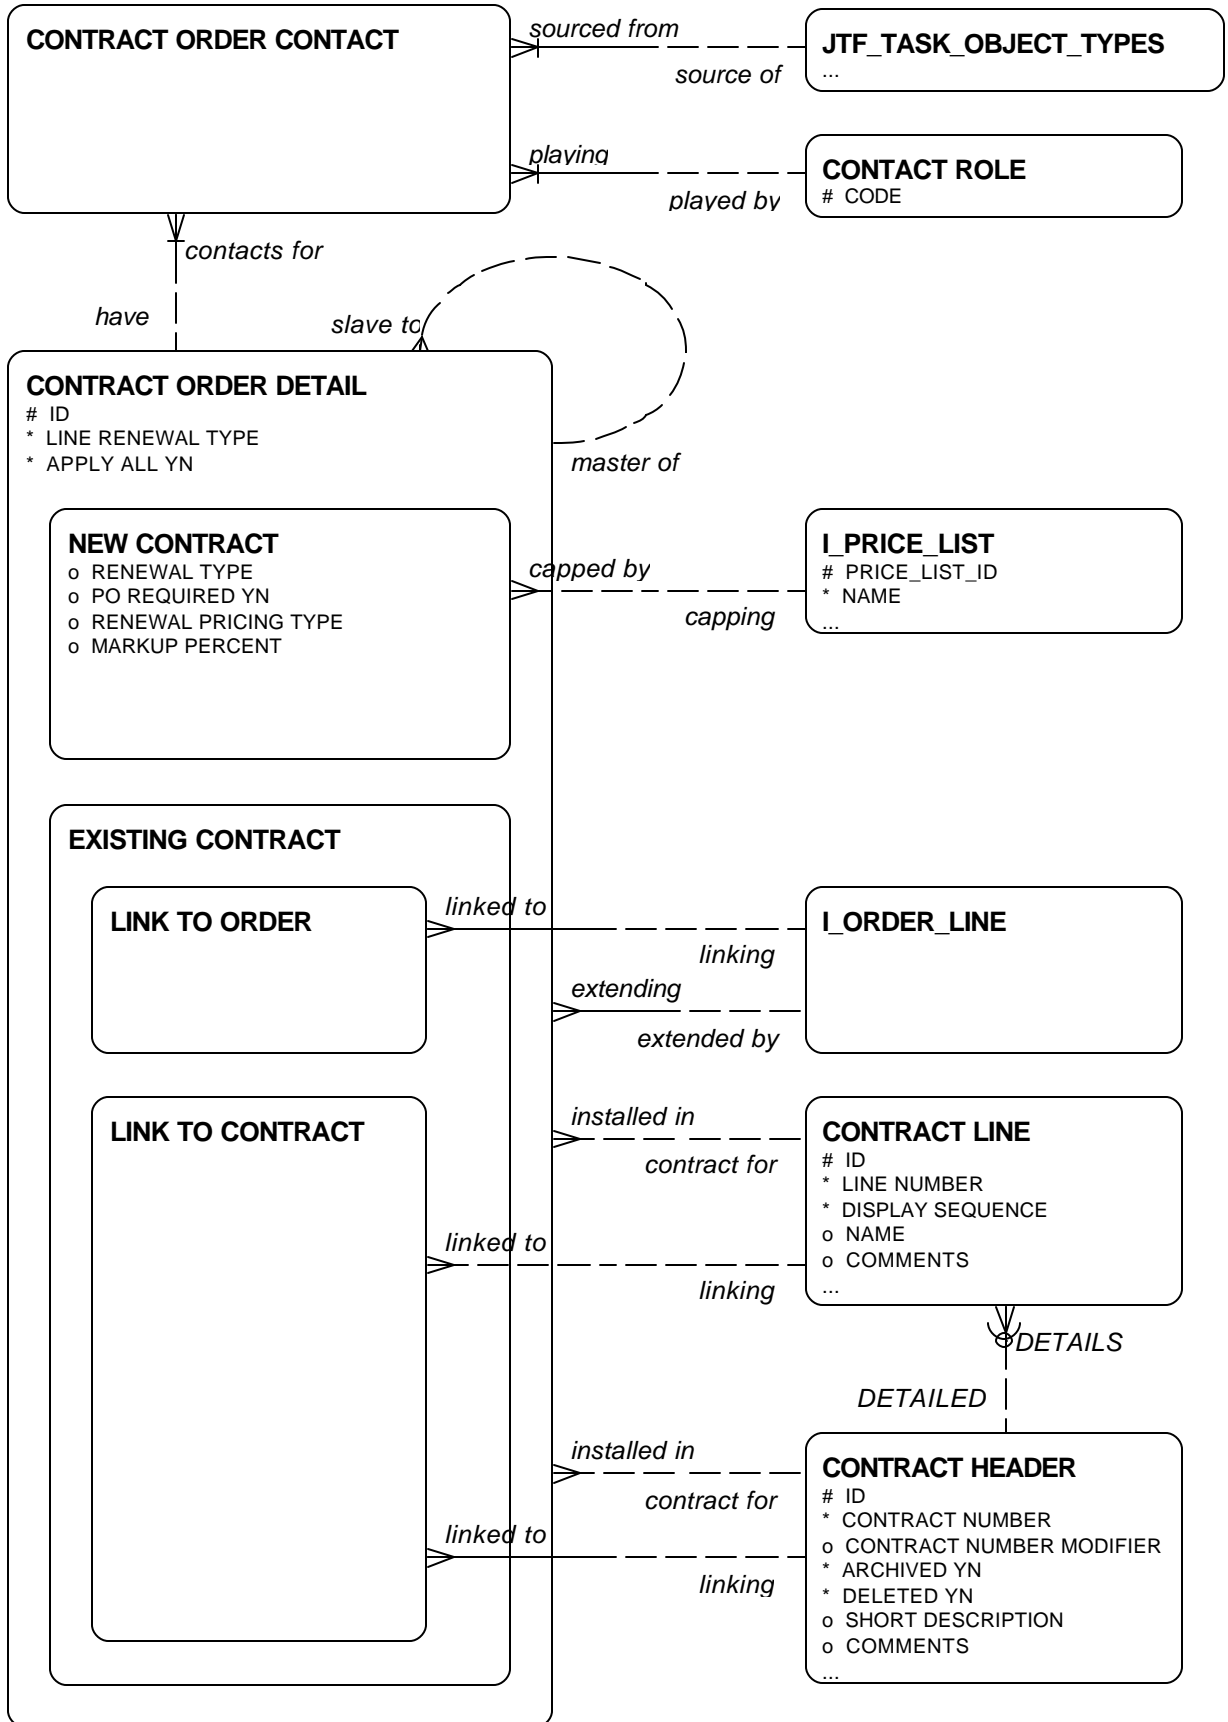 CONTRACT ORDER CONTACT
sourced from
source of
JTF_TASK_OBJECT_TYPES
...
playing
played by
CONTACT ROLE
# CODE
contacts for
have
slave to
master of
CONTRACT ORDER DETAIL
# ID
* LINE RENEWAL TYPE
* APPLY ALL YN
NEW CONTRACT
o RENEWAL TYPE
o PO REQUIRED YN
o RENEWAL PRICING TYPE
o MARKUP PERCENT
capped by
capping
I_PRICE_LIST
# PRICE_LIST_ID
* NAME
...
EXISTING CONTRACT
LINK TO ORDER
linked to
linking
I_ORDER_LINE
extending
extended by
LINK TO CONTRACT
installed in
contract for
CONTRACT LINE
# ID
* LINE NUMBER
* DISPLAY SEQUENCE
o NAME
o COMMENTS
...
linked to
linking
DETAILS
DETAILED
installed in
contract for
CONTRACT HEADER
# ID
* CONTRACT NUMBER
o CONTRACT NUMBER MODIFIER
* ARCHIVED YN
* DELETED YN
o SHORT DESCRIPTION
o COMMENTS
...
linked to
linking